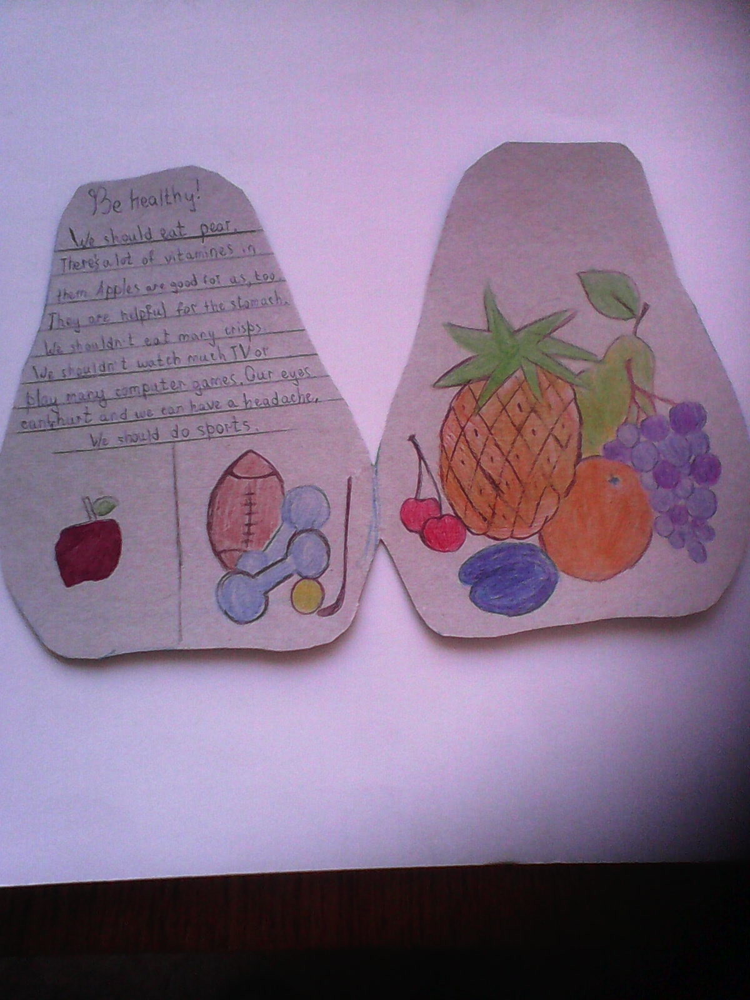 Be healthy!
We should eat pear.
There's a lot of vitamines in
them Apples are good for us, too.
They are helpful for the stomach.
We shouldn't eat many crisps.
We shouldn't watch much TV or
play many computer games. Our eyes
can hurt and we can have a headache.
We should do sports.